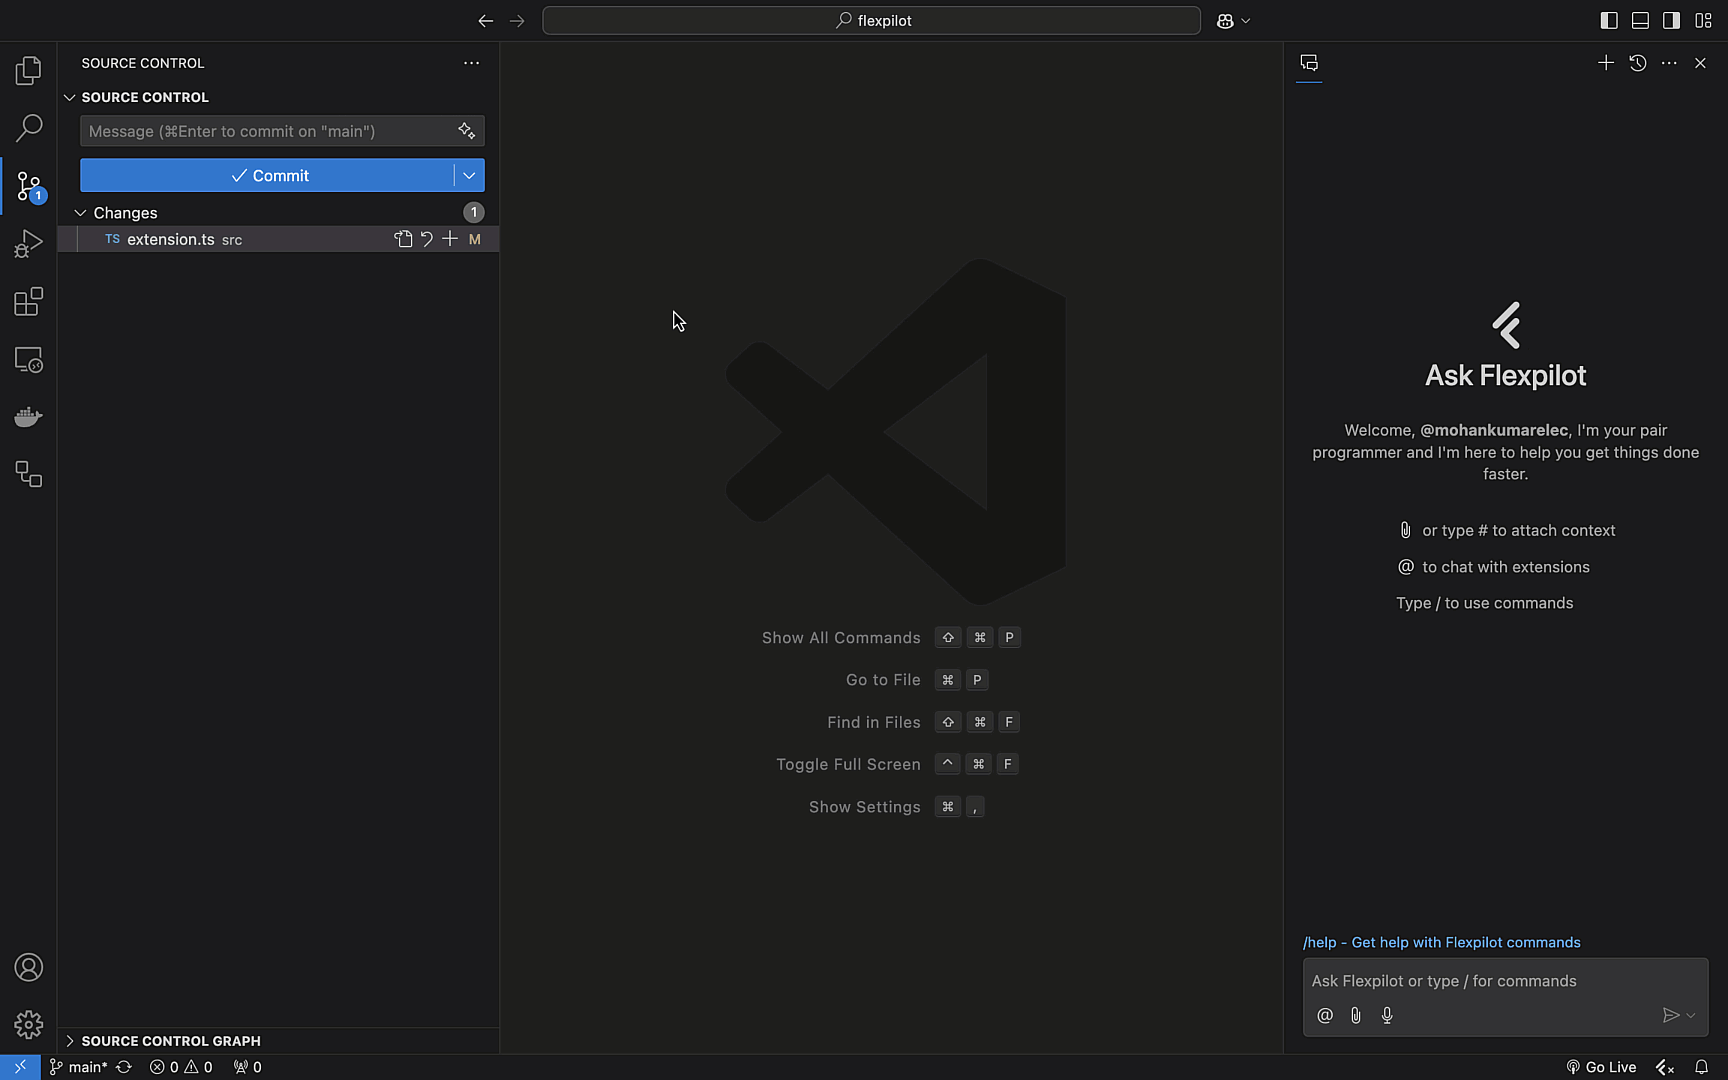 flexpilot
SOURCE CONTROL
SOURCE CONTROL
Message (⌘Enter to commit on "main")
Commit
Changes 1
TS extension.ts src M
1
Show All Commands ⇧ ⌘ P
Go to File ⌘ P
Find in Files ⇧ ⌘ F
Toggle Full Screen ^ ⌘ F
Show Settings ⌘ ,
Ask Flexpilot
Welcome, @mohankumarelec, I'm your pair
programmer and I'm here to help you get things done
faster.
or type # to attach context
@ to chat with extensions
Type / to use commands
/help - Get help with Flexpilot commands
Ask Flexpilot or type / for commands
@
SOURCE CONTROL GRAPH
main* 0 0 0
Go Live